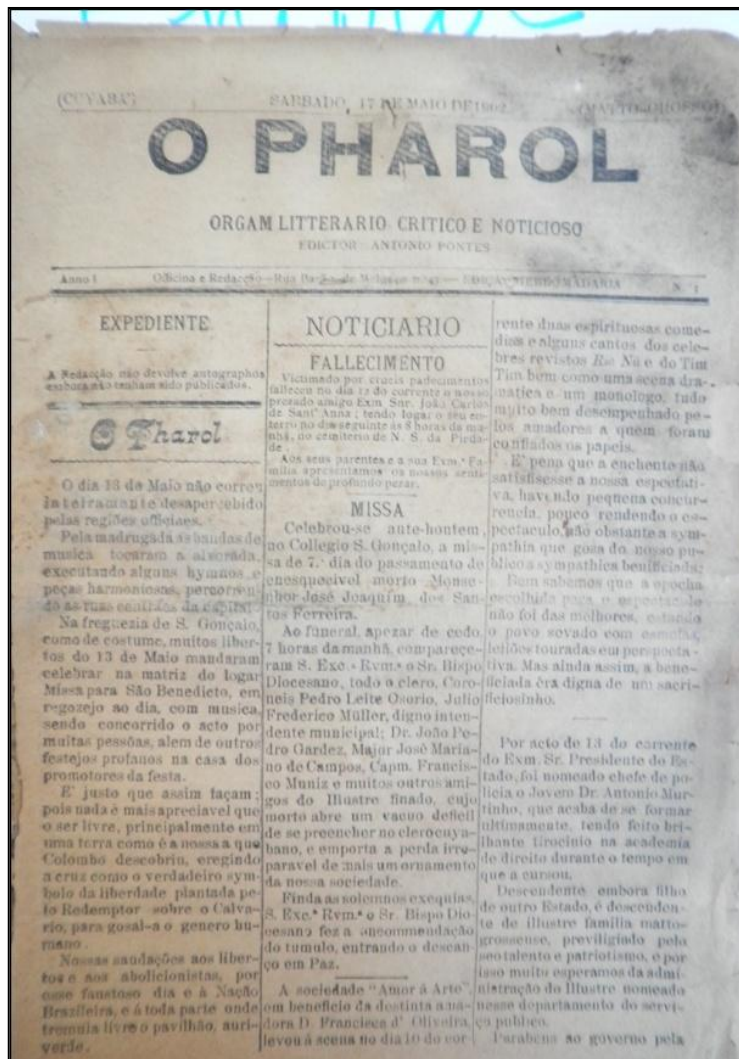 (CUYABÁ)
SABBADO, 17 DE MAIO DE 1902
(MATTO-GROSSO)
O PHAROL
ORGAM LITTERARIO CRITICO E NOTICIOSO
EDICTOR - ANTONIO PONTES
Anno I
Officina e Redacção - Rua Barão de Melgaço n.
N. 1
EXPEDIENTE
A Redacção não devolve autographos
embora não tenham sido publicados.
O Pharol
O dia 13 de Maio não correu
inteiramente desapercebido
pelas regiões officiaes.
Pela madrugada as bandas de
musica tocaram a alvorada,
executando alguns hymnos e
peças harmoniosas, percorren-
do as ruas centraes da capital.
Na freguezia de S. Gonçalo,
como de costume, muitos liber-
tos do 13 de Maio mandaram
celebrar na matriz do logar
Missa para São Benedicto, em
regozejo ao dia, com musica,
sendo concorrido o acto por
muitas pessôas, alem de outros
festejos profanos na casa dos
promotores da festa.
E' justo que assim façam;
pois nada é mais apreciavel que
o ser livre, principalmente em
uma terra como é a nossa a que
Colombo descobriu, eregindo
a cruz como o verdadeiro sym-
bolo da liberdade plantada pe-
lo Redemptor sobre o Calva-
rio, para gosal-a o genero hu-
mano.
Nossas saudações aos liber-
tos e aos abolicionistas, por
esse faustoso dia e á Nação
Brazileira, e á toda parte onde
tremula livre o pavilhão, auri-
verde.
NOTICIARIO
FALLECIMENTO
Victimado por crueis padecimentos
falleceu no dia 12 do corrente o nosso
prezado amigo Exm. Snr. João Carlos
de Sant' Anna; tendo logar o seu en-
terro no dia seguinte ás 8 horas da ma-
nhã, no cemiterio de N. S. da Pieda-
de.
Aos seus parentes e a sua Exm.ª Fa-
milia apresentamos os nossos senti-
mentos de profundo pezar.
MISSA
Celebrou-se ante-hontem,
no Collegio S. Gonçalo, a mis-
sa de 7.º dia do passamento do
enesquecivel morto Monse-
nhor José Joaquim dos San-
tos Ferreira.
Ao funeral, apezar de cedo,
7 horas da manhã, comparece-
ram S. Exc.ª Rvm.ª o Sr. Bispo
Diocesano, todo o clero, Coro-
neis Pedro Leite Osorio, Julio
Frederico Müller, digno inten-
dente municipal; Dr. João Pe-
dro Gardez, Major José Maria-
no de Campos, Capm. Francis-
co Muniz e muitos outros ami-
gos do Illustre finado, cujo
morto abre um vacuo deficil
de se preencher no clero cuya-
bano, e emporta a perda irre-
paravel de mais um ornamento
da nossa sociedade.
Finda as solemnes exequias,
S. Exc.ª Rvm.ª o Sr. Bispo Dio-
cesano fez a encommendação
do tumulo, entrando o descan-
ço em Paz.
A sociedade "Amor á Arte",
em beneficio da destinta ama-
dora D. Francisca d' Oliveira,
levou á scena no dia 10 do cor
rente duas espirituosas come-
dias e alguns cantos dos cele-
bres revistos e do Tim
Tim bem como uma scena dra-
matica e um monologo, tudo
muito bem desempenhado pe-
los amadores a quem foram
confiados os papeis.
E' pena que a enchente não
satisfisesse a nossa espectati-
va, havendo pequena concur-
rencia, pouco rendendo o es-
pectaculo, não obstante a sym-
pathia que gosa do nosso pu-
blico a sympathica benificiada;
Bem sabemos que a epocha
escolhida para o espectaculo
não foi das melhores, estando
o povo sovado com esmolas,
leilões touradas em perspecta-
tiva. Mas ainda assim, a bene-
ficiada éra digna de um sacri-
ficiosinho.
Por acto de 13 do corrente
do Exm. Sr. Presidente do Es-
tado, foi nomeado chefe de po-
licia o Jovem Dr. Antonio Mur-
tinho, que acaba de se formar
ultimamente, tendo feito bri-
lhante tirocinio na academia
de direito durante o tempo em
que a cursou.
Descendente embora filho
de outro Estado, é descenden-
te de illustre familia matto-
grossense, previligiado pelo
seo talento e patriotismo, e por
isso muito esperamos da admi-
nistração do Illustre nomeado
nesse departamento do servi-
ço publico.
Parabens ao governo pela